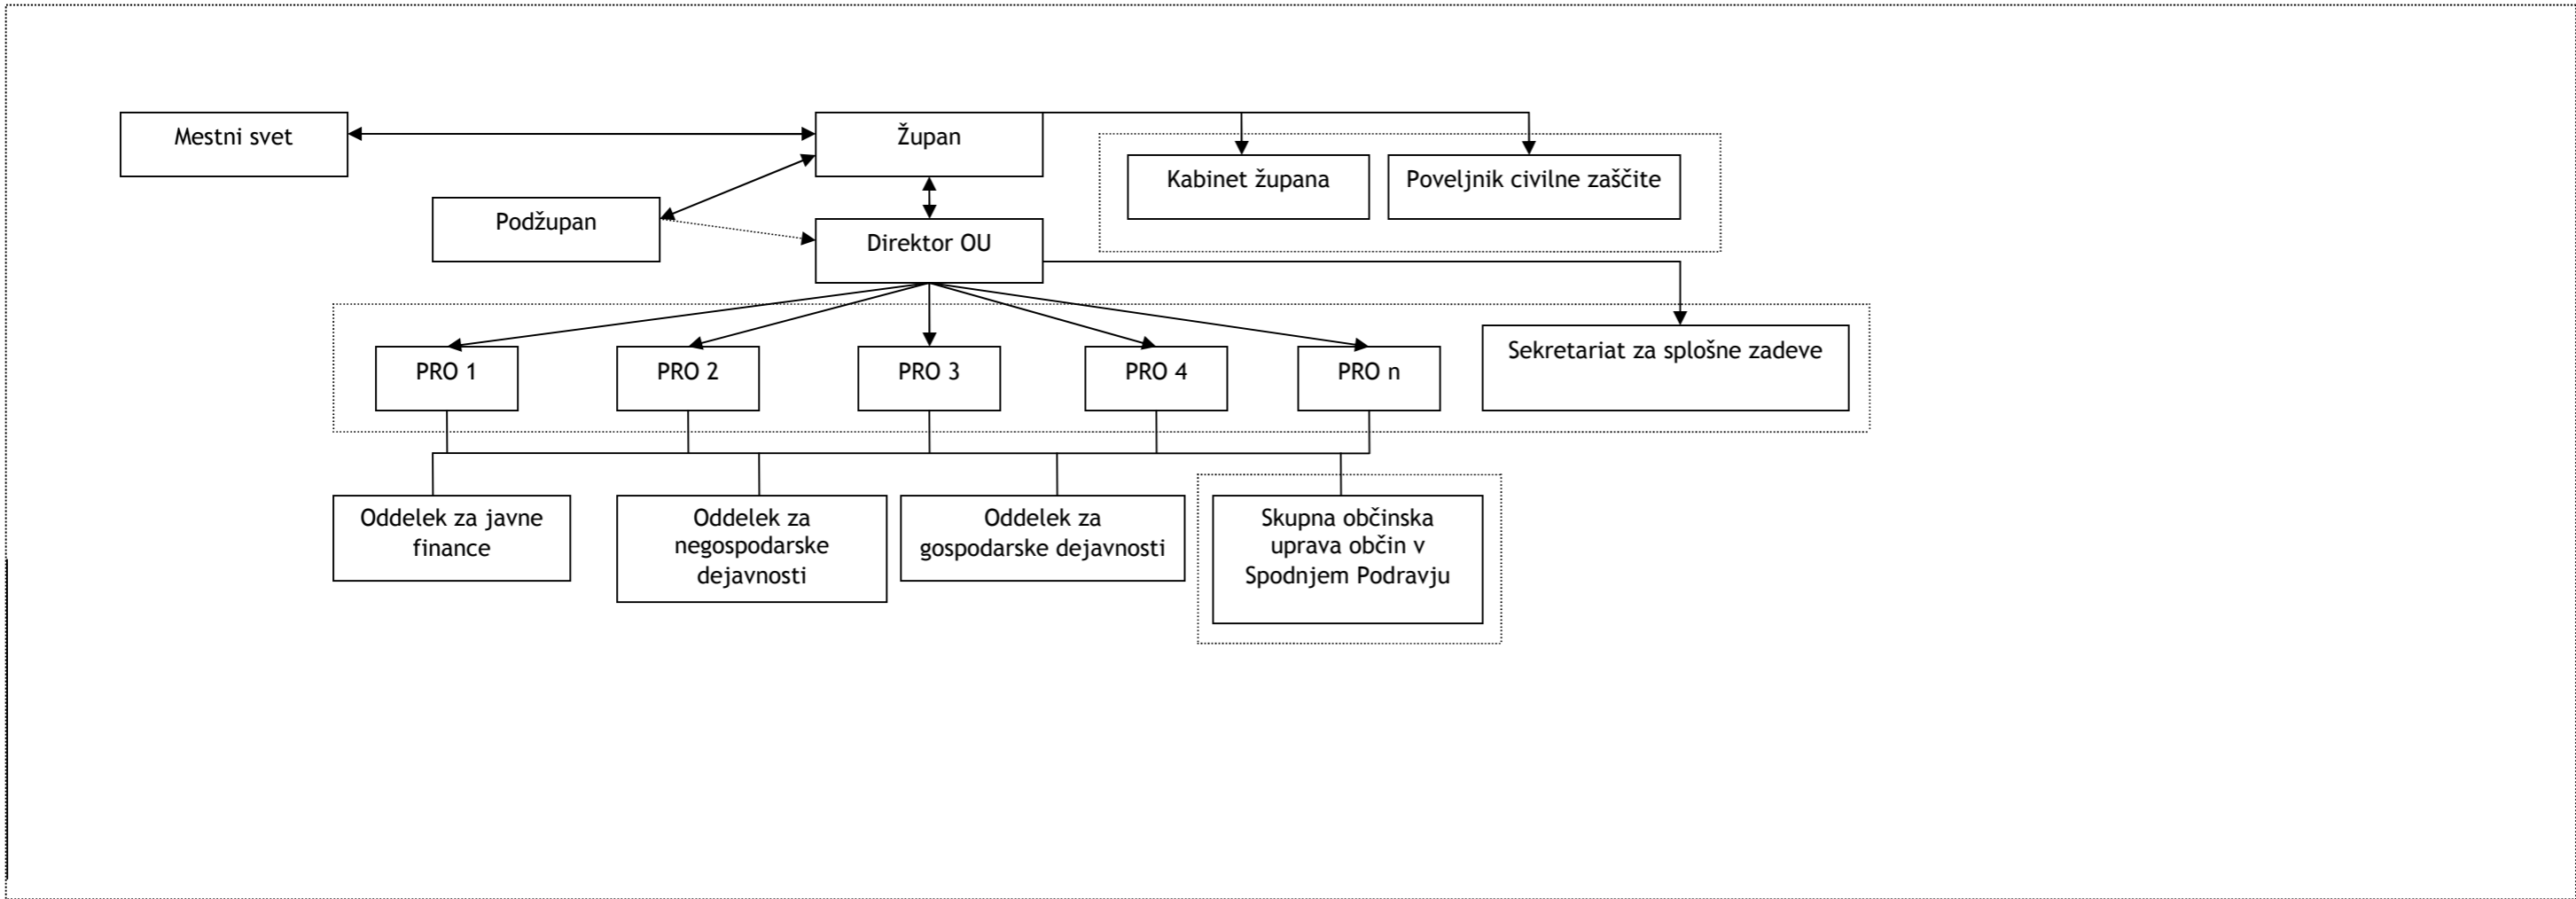 Mestni svet
Župan
Kabinet župana
Poveljnik civilne zaščite
Podžupan
Direktor OU
PRO 1
PRO 2
PRO 3
PRO 4
PRO n
Sekretariat za splošne zadeve
Oddelek za javne
finance
Oddelek za
negospodarske
dejavnosti
Oddelek za
gospodarske dejavnosti
Skupna občinska
uprava občin v
Spodnjem Podravju